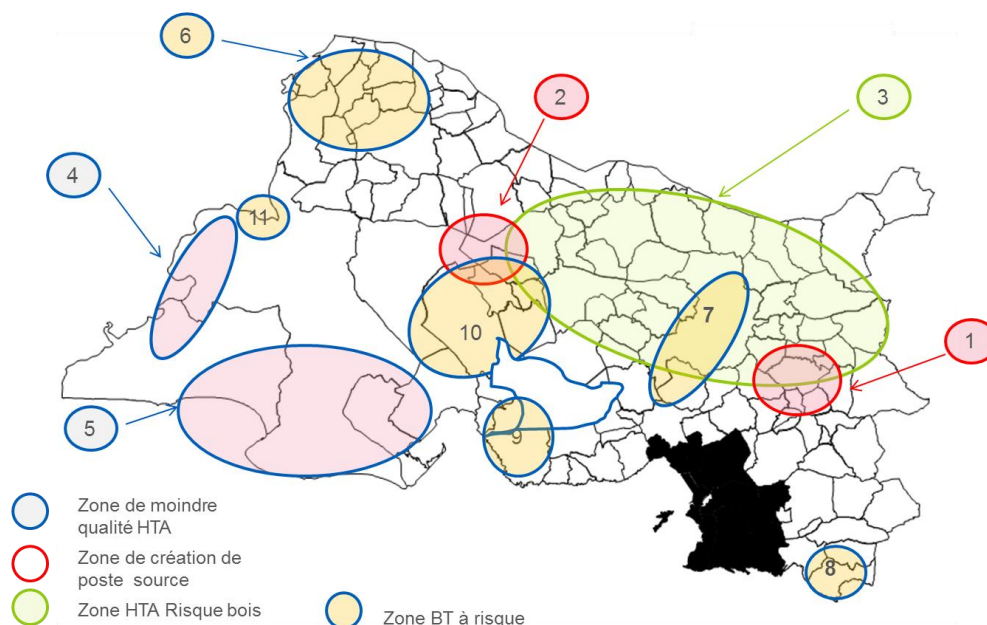 6
2
3
4
11
7
10
1
5
9
8
Zone de moindre
qualité HTA
Zone de création de
poste source
Zone HTA Risque bois
Zone BT à risque